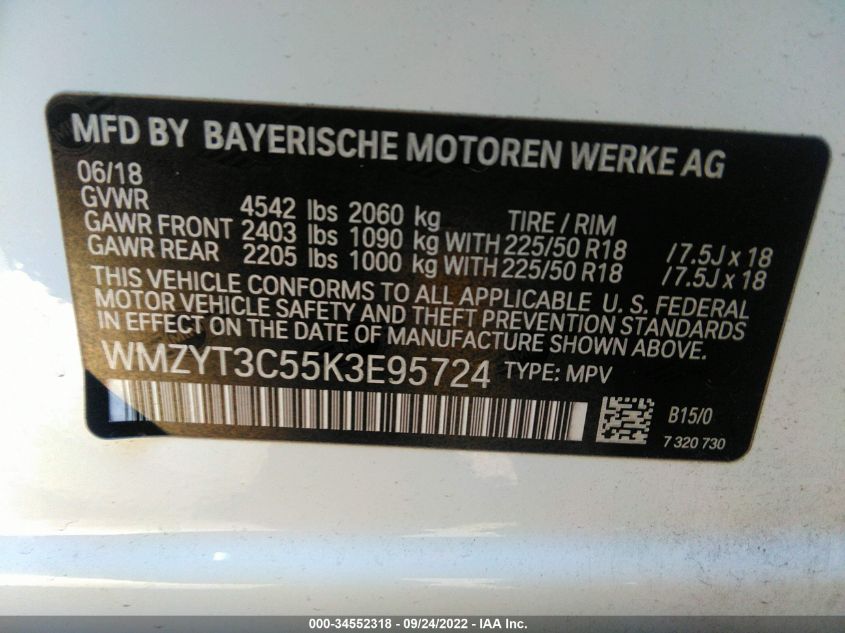 MFD BY BAYERISCHE MOTOREN WERKE AG
06/18
GVWR 4542 lbs 2060 kg TIRE / RIM
GAWR FRONT 2403 lbs 1090 kg WITH 225/50 R18 /7.5J x 18
GAWR REAR 2205 lbs 1000 kg WITH 225/50 R18 /7.5J x 18
THIS VEHICLE CONFORMS TO ALL APPLICABLE U. S. FEDERAL
MOTOR VEHICLE SAFETY AND THEFT PREVENTION STANDARDS
IN EFFECT ON THE DATE OF MANUFACTURE SHOWN ABOVE.
WMZYT3C55K3E95724 TYPE: MPV
B15/0
7 320 730
000-34552318 - 09/24/2022 - IAA Inc.